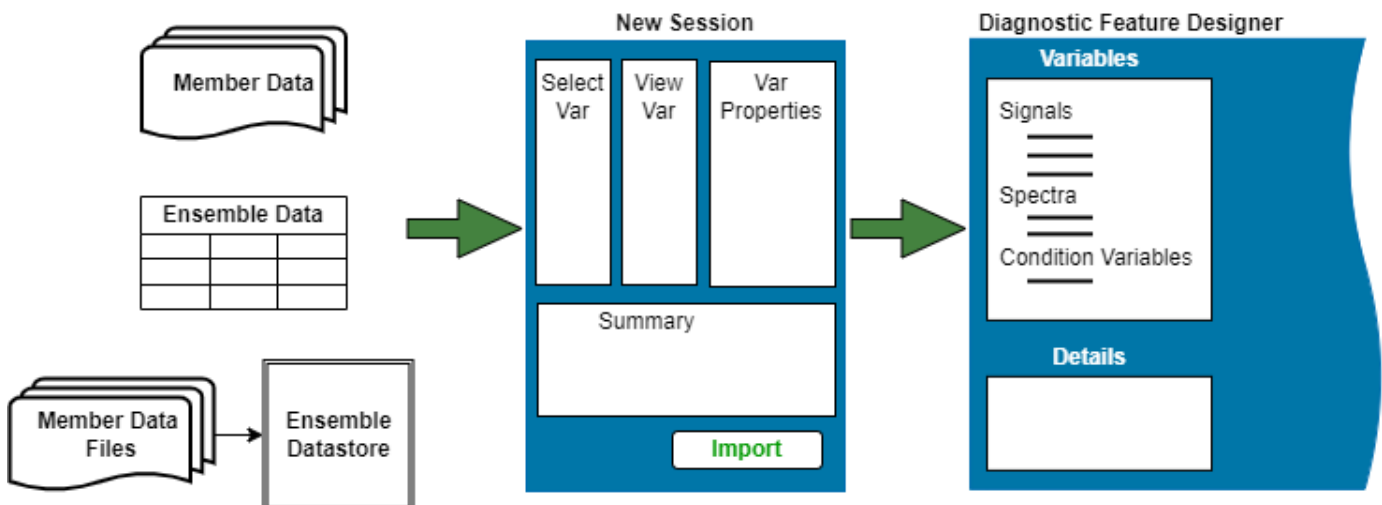 New Session
Diagnostic Feature Designer
Member Data
Select
Var
View
Var
Var
Properties
Variables
Signals
Spectra
Condition Variables
Ensemble Data
Summary
Details
Member Data
Files
Ensemble
Datastore
Import